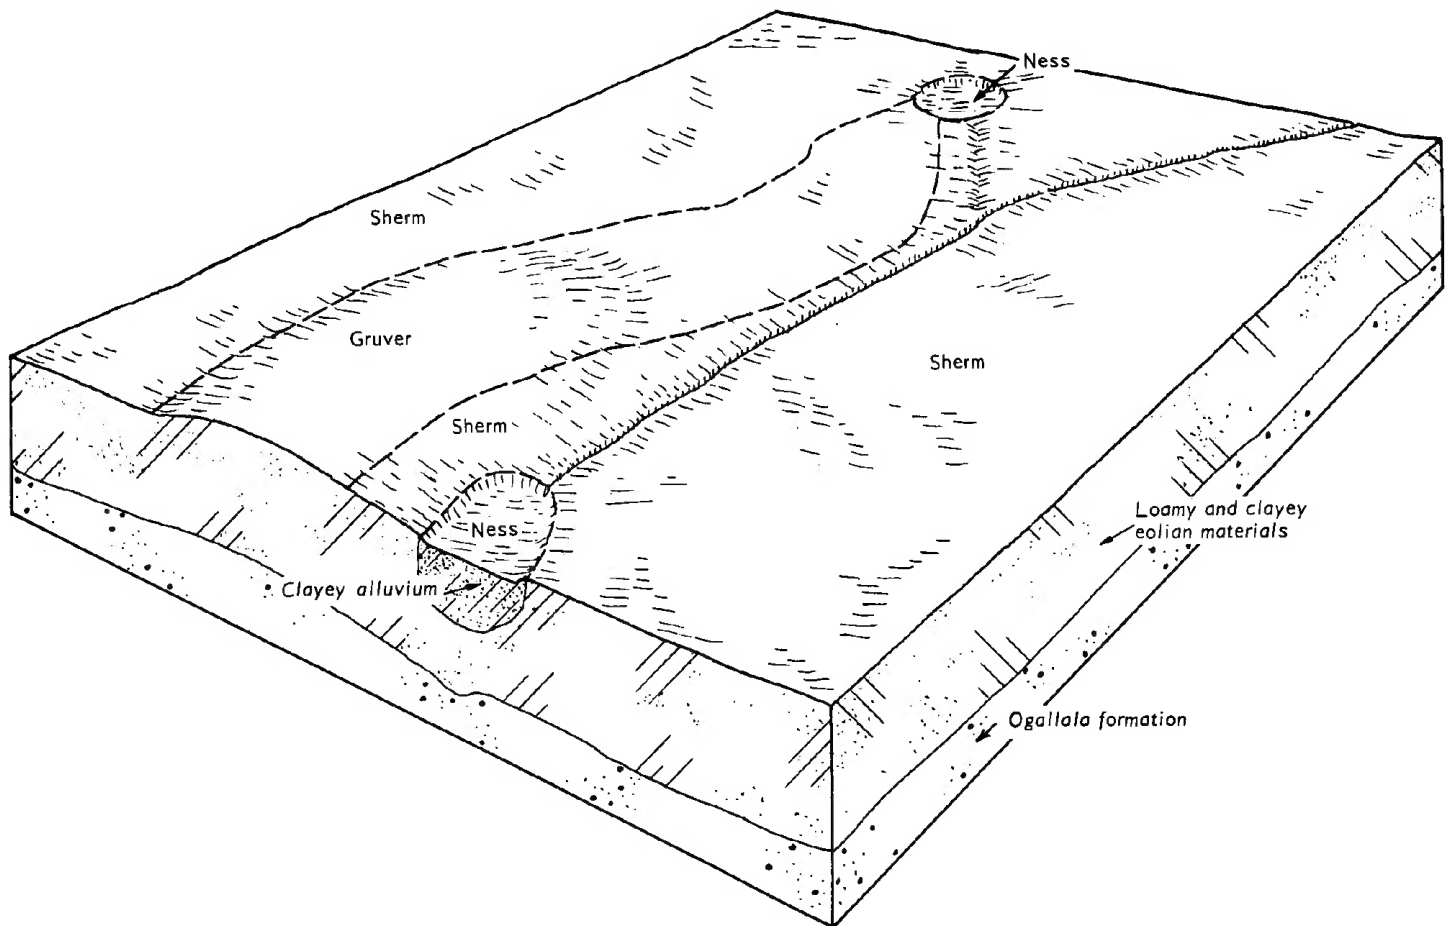 Ness
Sherm
Gruver
Sherm
Sherm
Ness
Loamy and clayey
eolian materials
Clayey alluvium
Ogallala formation